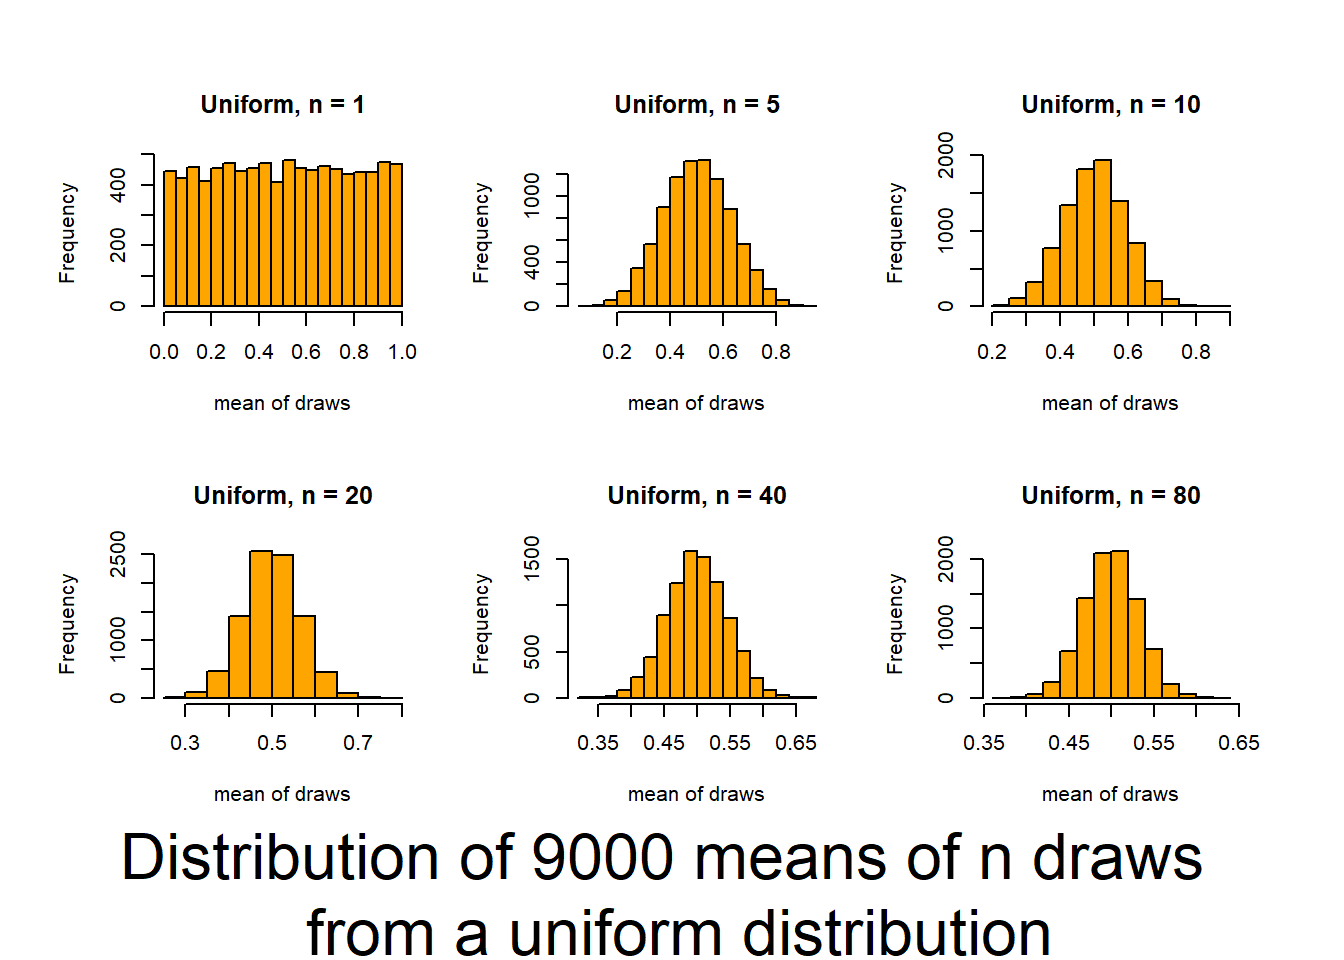 Uniform, n = 1
Frequency
0
200
400
0.0 0.2 0.4 0.6 0.8 1.0
mean of draws
Uniform, n = 5
Frequency
0
400
1000
0.2 0.4 0.6 0.8
mean of draws
Uniform, n = 10
Frequency
0
1000
2000
0.2 0.4 0.6 0.8
mean of draws
Uniform, n = 20
Frequency
0
1000
2500
0.3 0.5 0.7
mean of draws
Uniform, n = 40
Frequency
0
500
1500
0.35 0.45 0.55 0.65
mean of draws
Uniform, n = 80
Frequency
0
1000
2000
0.35 0.45 0.55 0.65
mean of draws
Distribution of 9000 means of n draws
from a uniform distribution